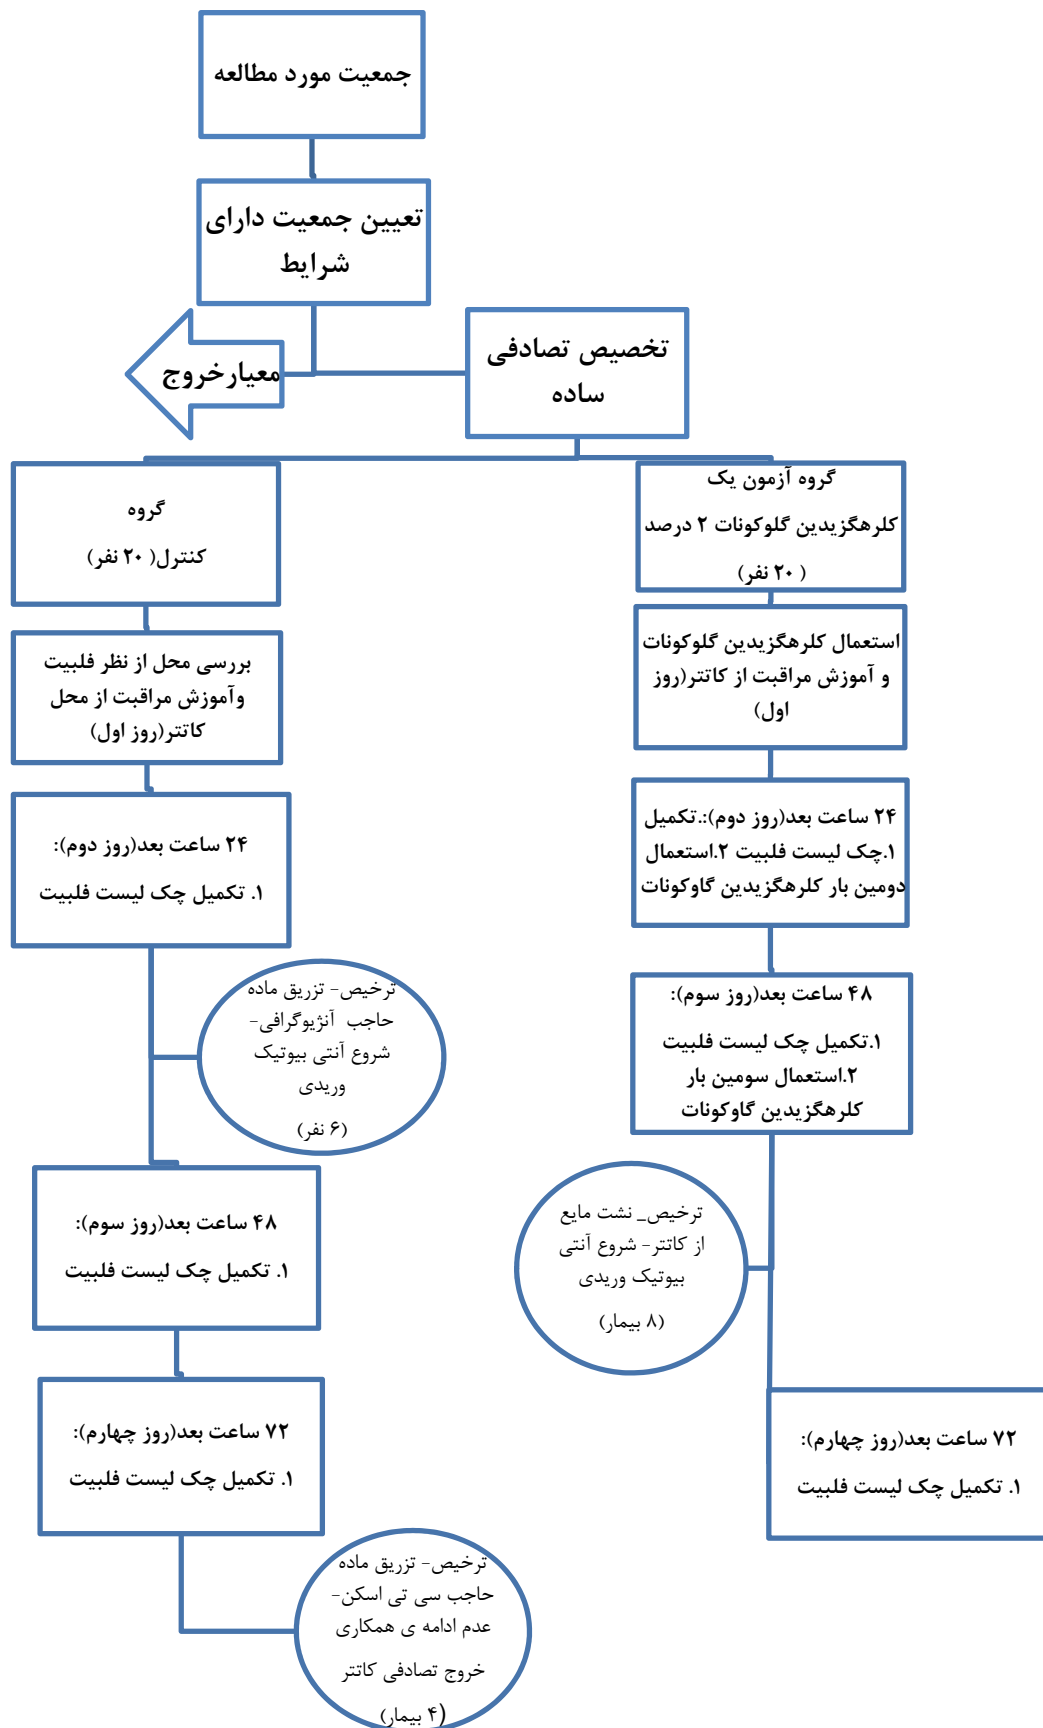 جمعیت مورد مطالعه
تعیین جمعیت دارای
شرایط
معیارخروج
تخصیص تصادفی
ساده
گروه آزمون یک
کلرهگزیدین گلوکونات ۲ درصد
( ۲۰ نفر)
استعمال کلرهگزیدین گلوکونات
و آموزش مراقبت از کاتتر(روز
اول)
۲۴ ساعت بعد(روز دوم):.تکمیل
۱.چک لیست فلبیت ۲.استعمال
دومین بار کلرهگزیدین گاوکونات
۴۸ ساعت بعد(روز سوم):
۱.تکمیل چک لیست فلبیت
۲.استعمال سومین بار
کلرهگزیدین گاوکونات
ترخیص_ نشت مایع
از کاتتر- شروع آنتی
بیوتیک وریدی
(۸ بیمار)
۷۲ ساعت بعد(روز چهارم):
۱. تکمیل چک لیست فلبیت
گروه
کنترل( ۲۰ نفر)
بررسی محل از نظر فلبیت
وآموزش مراقبت از محل
کاتتر(روز اول)
۲۴ ساعت بعد(روز دوم):
۱. تکمیل چک لیست فلبیت
ترخیص- تزریق ماده
حاجب آنژیوگرافی-
شروع آنتی بیوتیک
وریدی
(۶ نفر)
۴۸ ساعت بعد(روز سوم):
۱. تکمیل چک لیست فلبیت
۷۲ ساعت بعد(روز چهارم):
۱. تکمیل چک لیست فلبیت
ترخیص- تزریق ماده
حاجب سی تی اسکن-
عدم ادامه ی همکاری
خروج تصادفی کاتتر
(۴ بیمار)